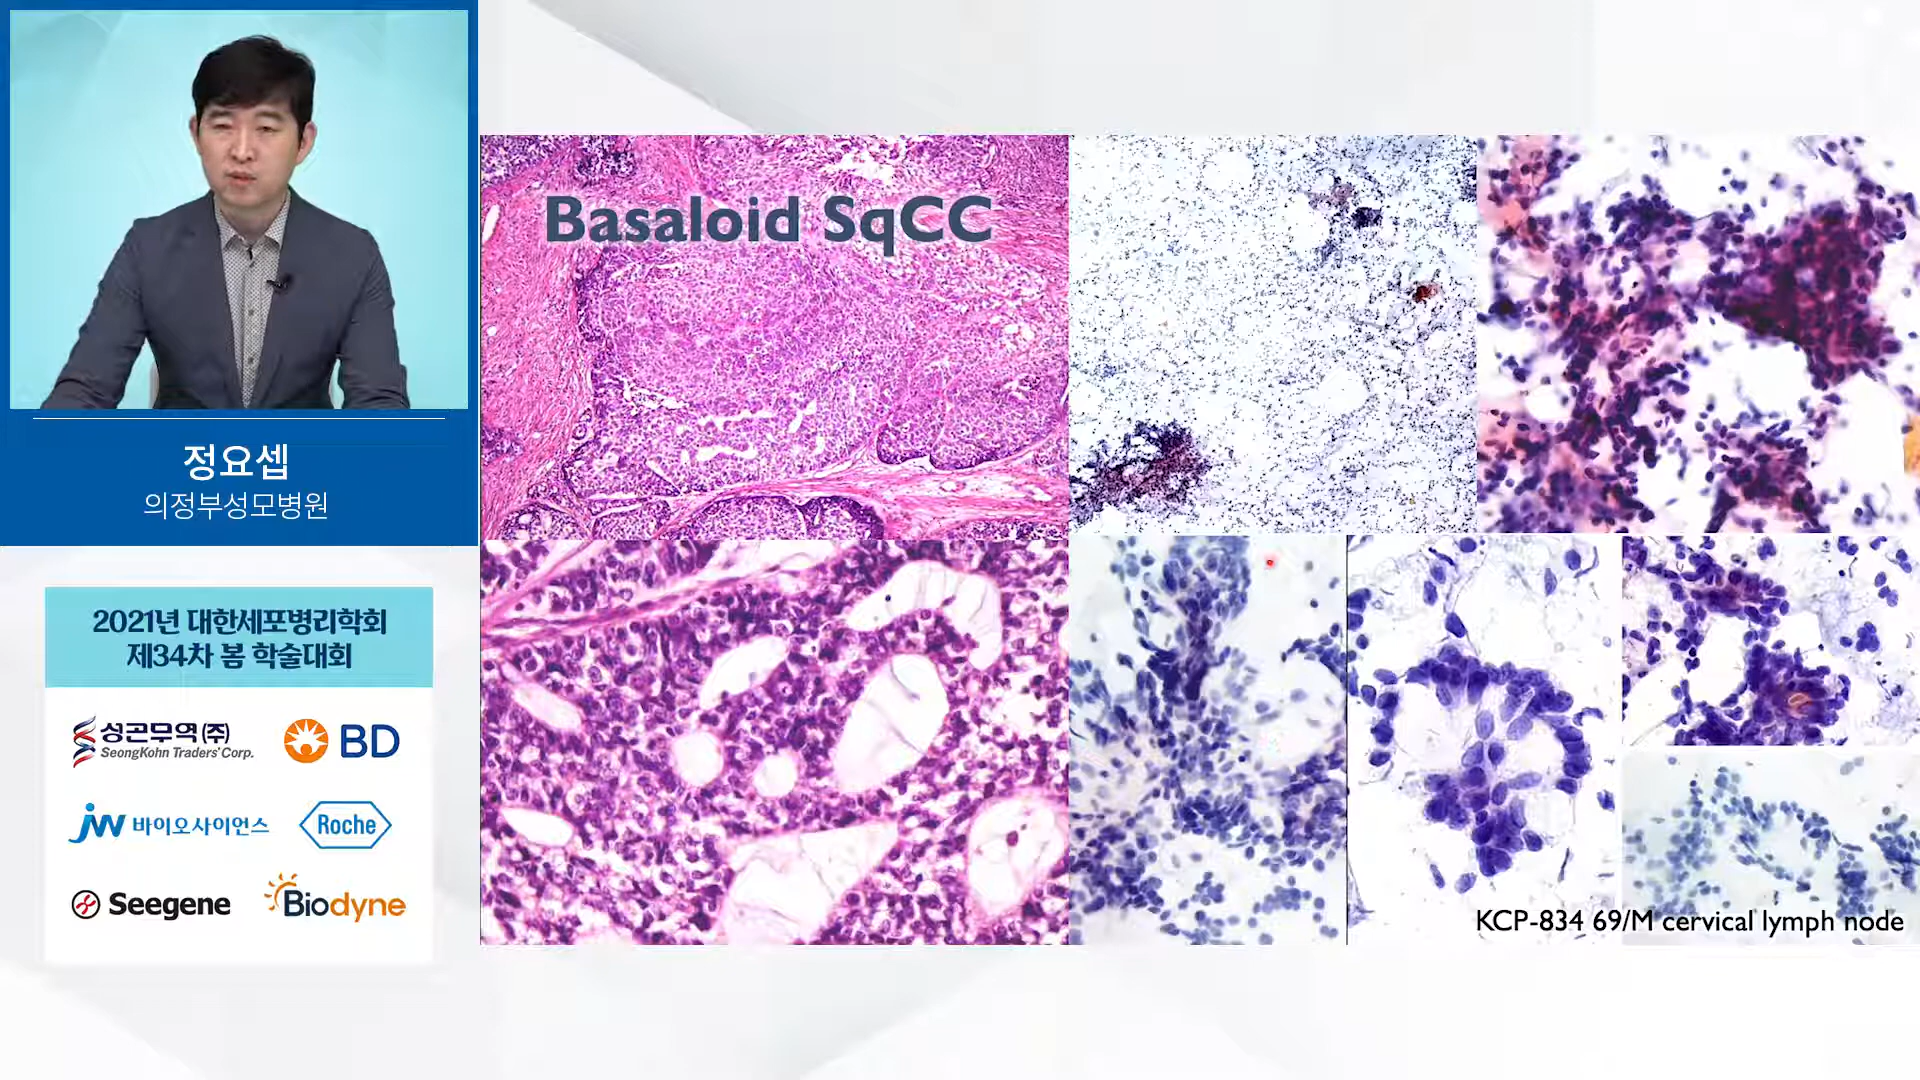 정요셉
의정부성모병원
2021년 대한세포병리학회
제34차 봄 학술대회
성곤무역(주)
SeongKohn Traders' Corp.
BD
jw 바이오사이언스
Roche
Seegene
Biodyne
Basaloid SqCC
KCP-834 69/M cervical lymph node